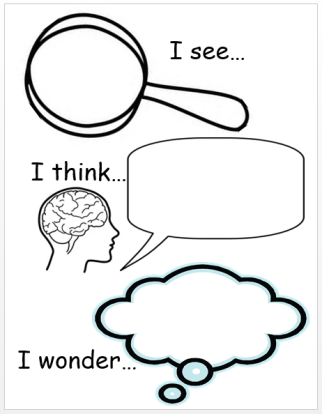 I see…
I think…
I wonder…